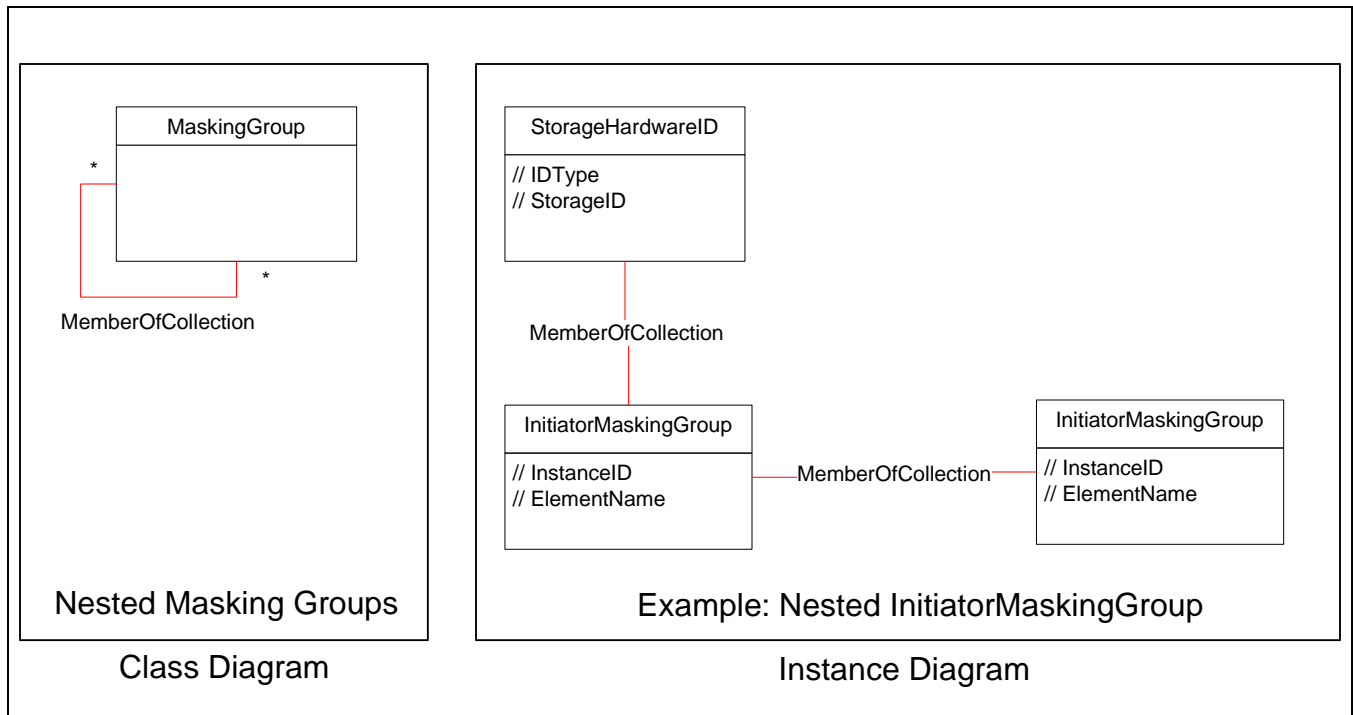 MaskingGroup
*
*
MemberOfCollection
Nested Masking Groups
Class Diagram
StorageHardwareID
// IDType
// StorageID
MemberOfCollection
InitiatorMaskingGroup
// InstanceID
// ElementName
MemberOfCollection
InitiatorMaskingGroup
// InstanceID
// ElementName
Example: Nested InitiatorMaskingGroup
Instance Diagram